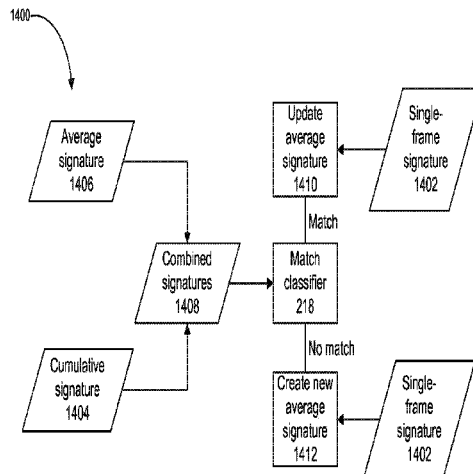 1400
Average
signature
1406
Update
average
signature
1410
Single-
frame
signature
1402
Match
Combined
signatures
1408
Match
classifier
218
No match
Cumulative
signature
1404
Create new
average
signature
1412
Single-
frame
signature
1402